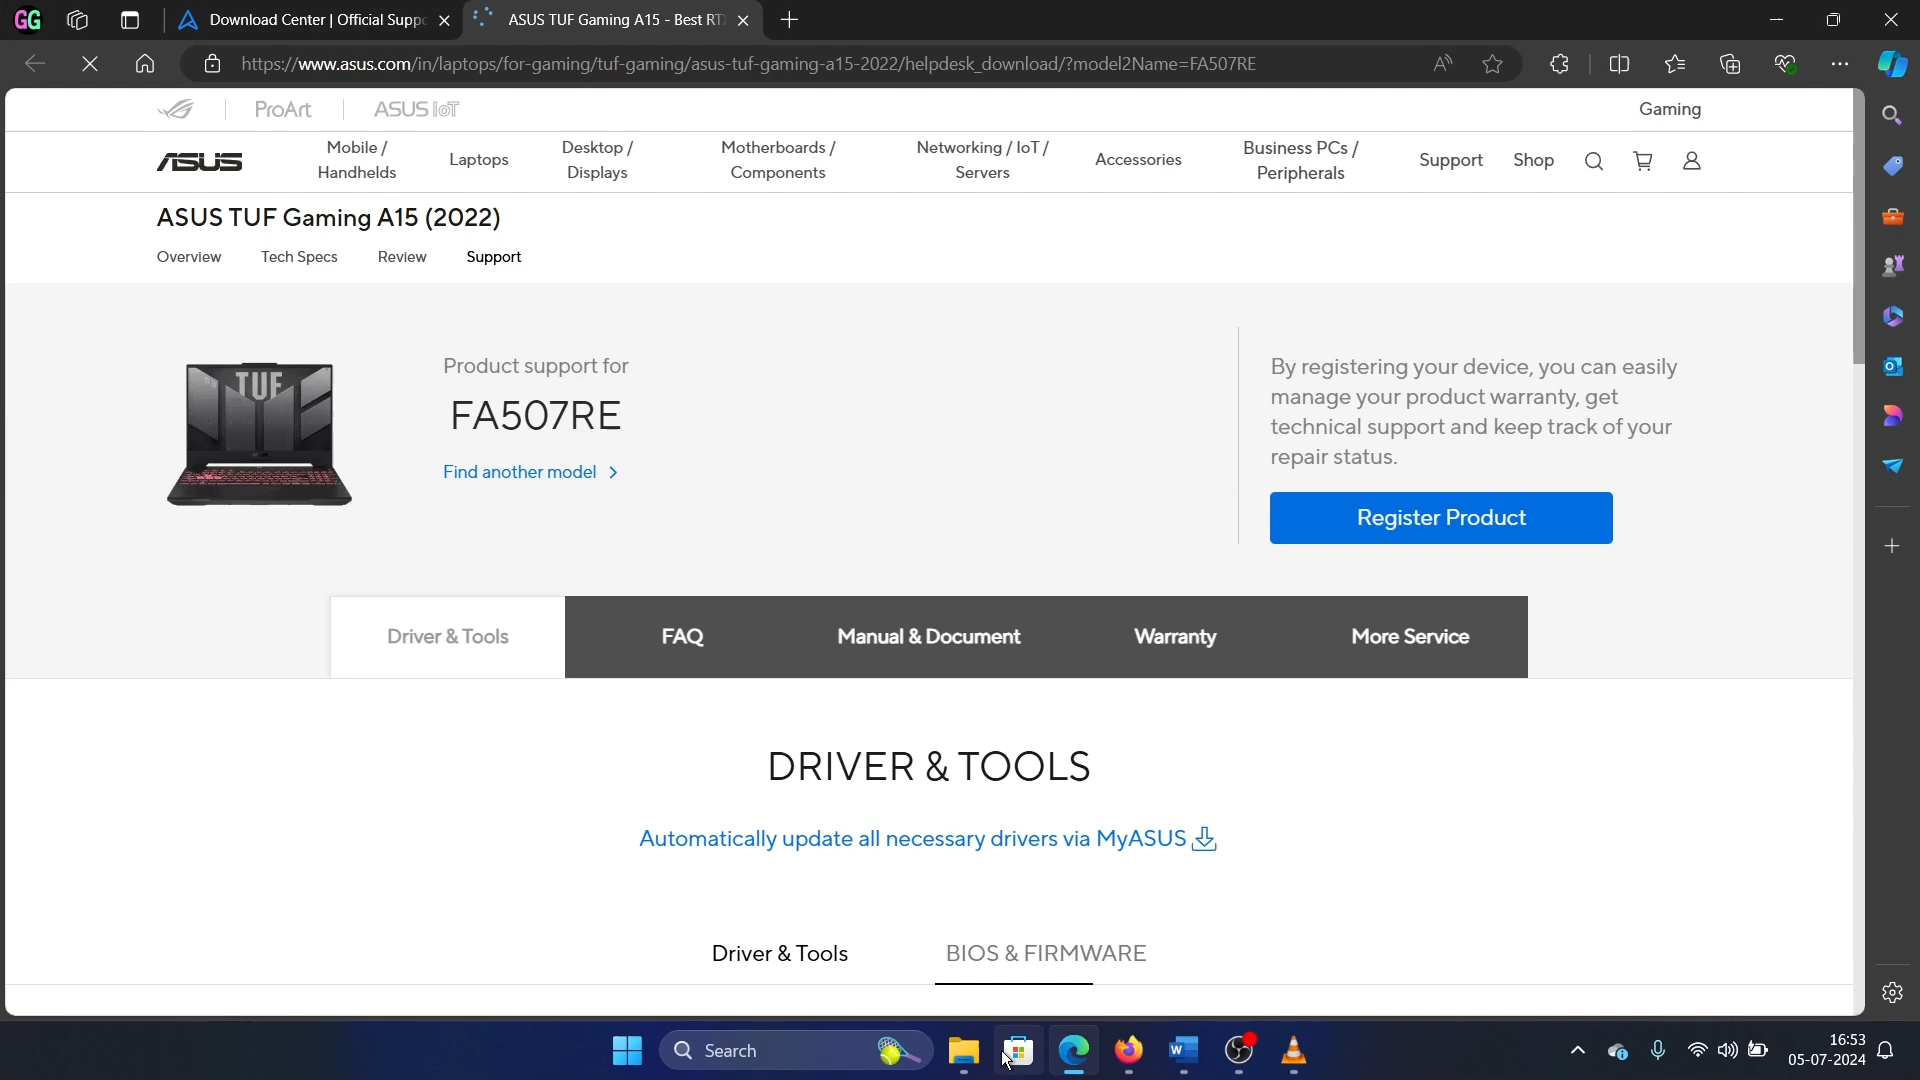 GG
Download Center | Official Suppo
ASUS TUF Gaming A15 - Best RT
https://www.asus.com/in/laptops/for-gaming/tuf-gaming/asus-tuf-gaming-a15-2022/helpdesk_download/?model2Name=FA507RE
ProArt
ASUS IoT
Gaming
ASUS
Mobile /
Handhelds
Laptops
Desktop /
Displays
Motherboards /
Components
Networking / IoT /
Servers
Accessories
Business PCs /
Peripherals
Support
Shop
ASUS TUF Gaming A15 (2022)
Overview
Tech Specs
Review
Support
TUF
Product support for
FA507RE
Find another model
By registering your device, you can easily
manage your product warranty, get
technical support and keep track of your
repair status.
Register Product
Driver & Tools
FAQ
Manual & Document
Warranty
More Service
DRIVER & TOOLS
Automatically update all necessary drivers via MyASUS
Driver & Tools
BIOS & FIRMWARE
Search
16:53
05-07-2024